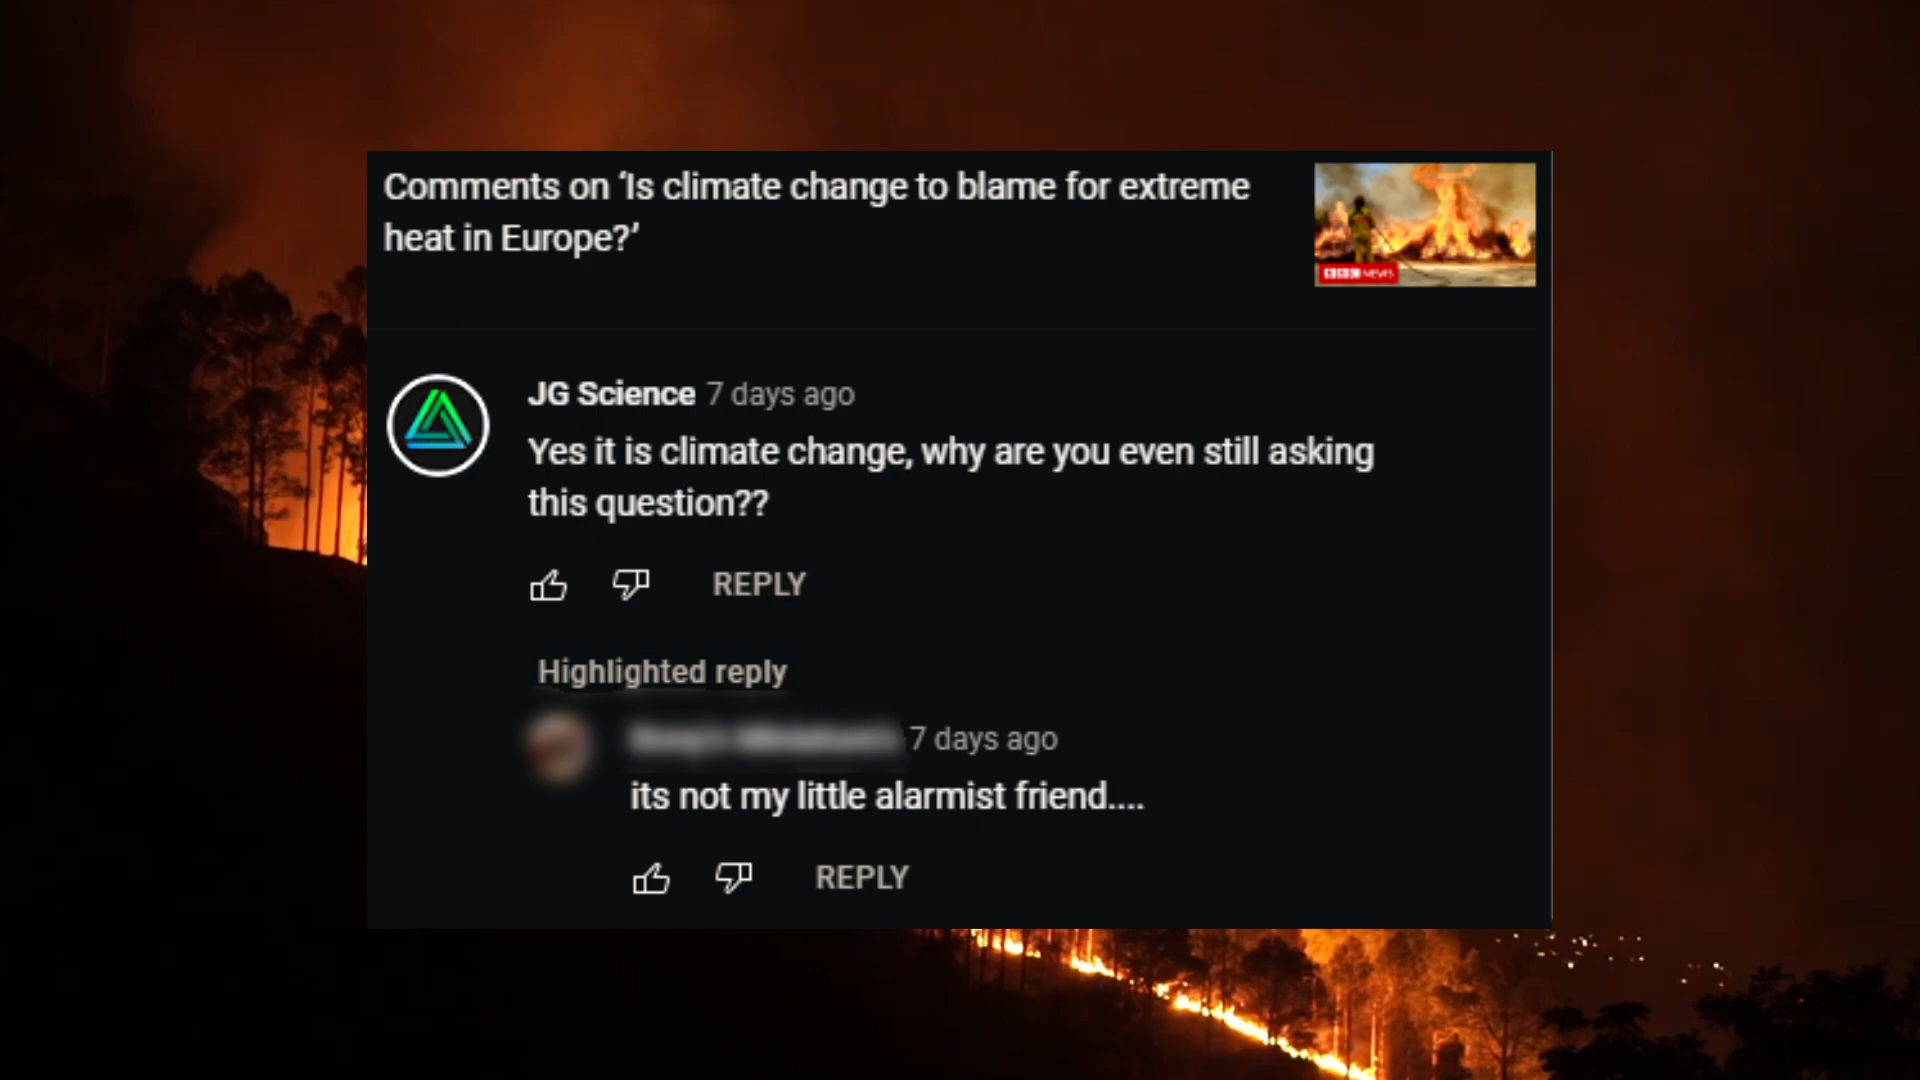 Comments on ‘Is climate change to blame for extreme
heat in Europe?’
BBC NEWS
JG Science 7 days ago
Yes it is climate change, why are you even still asking
this question??
REPLY
Highlighted reply
7 days ago
its not my little alarmist friend....
REPLY